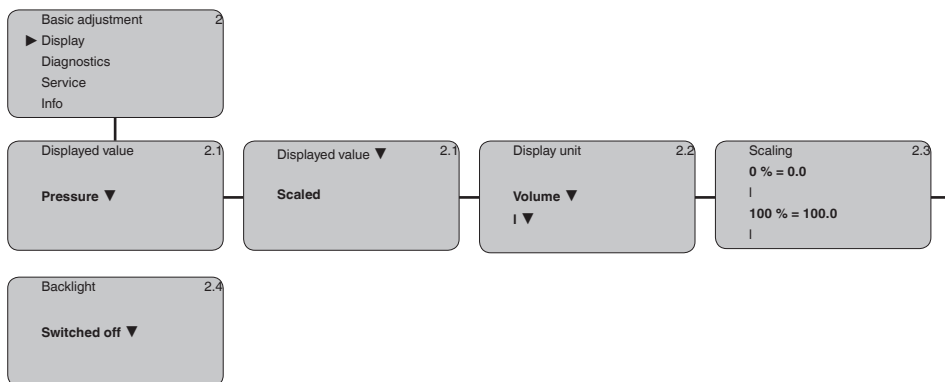 Basic adjustment 2
▶ Display
Diagnostics
Service
Info
Displayed value 2.1
Pressure ▼
Displayed value ▼ 2.1
Scaled
Display unit 2.2
Volume ▼
l ▼
Scaling 2.3
0 % = 0.0
l
100 % = 100.0
l
Backlight 2.4
Switched off ▼